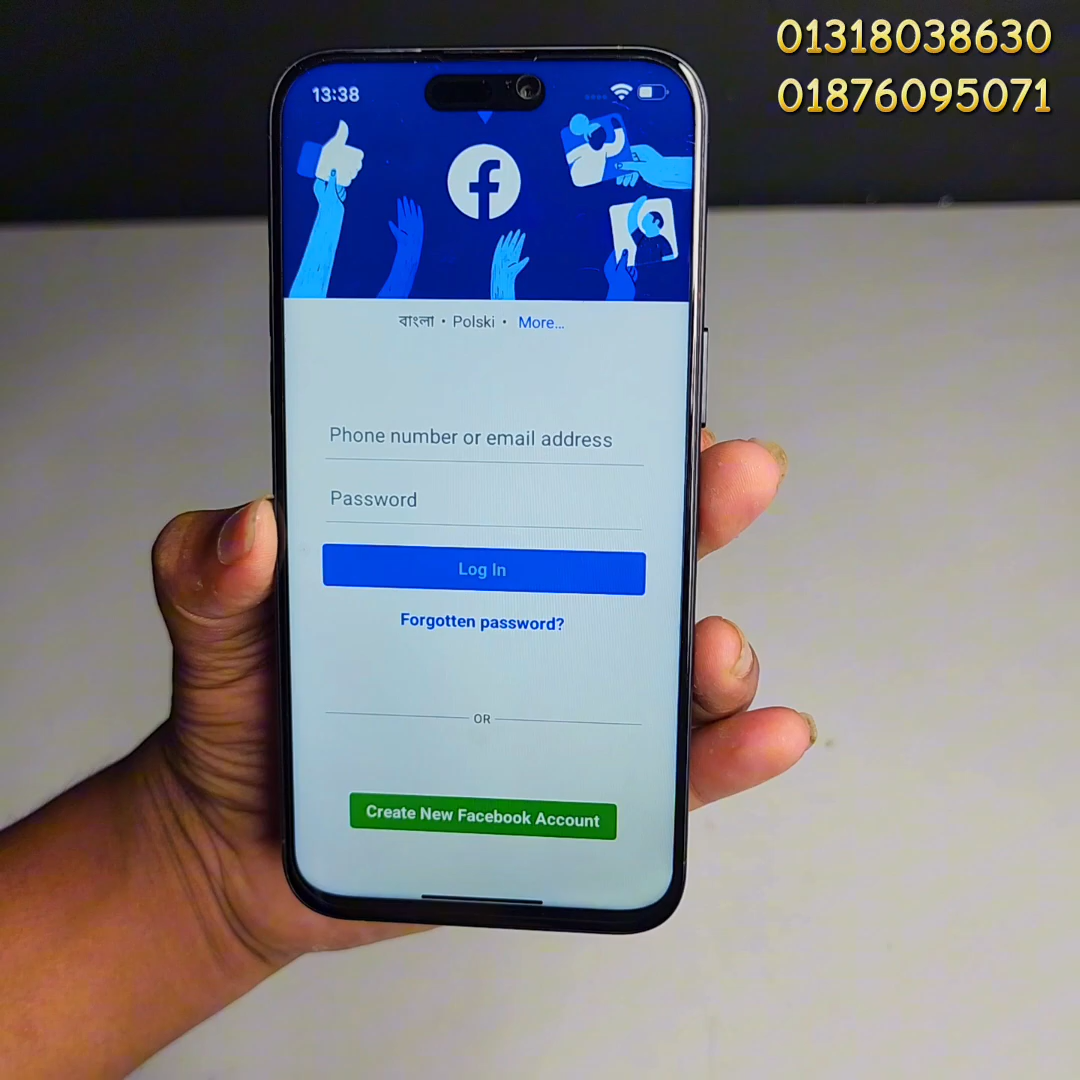 01318038630
01876095071
13:38
বাংলা • Polski • More...
Phone number or email address
Password
Log In
Forgotten password?
OR
Create New Facebook Account